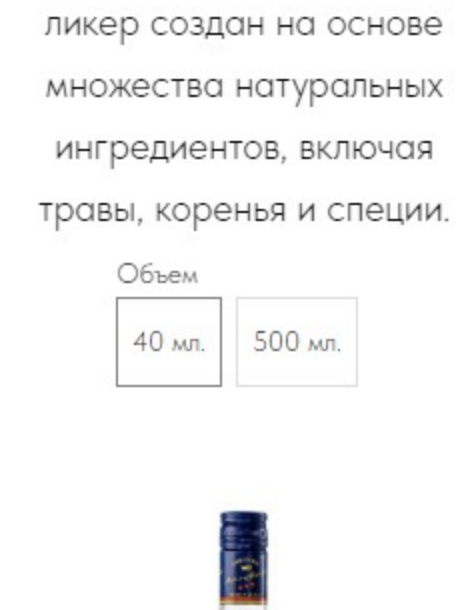 ликер создан на основе
множества натуральных
ингредиентов, включая
травы, коренья и специи.
Объем
40 мл.
500 мл.